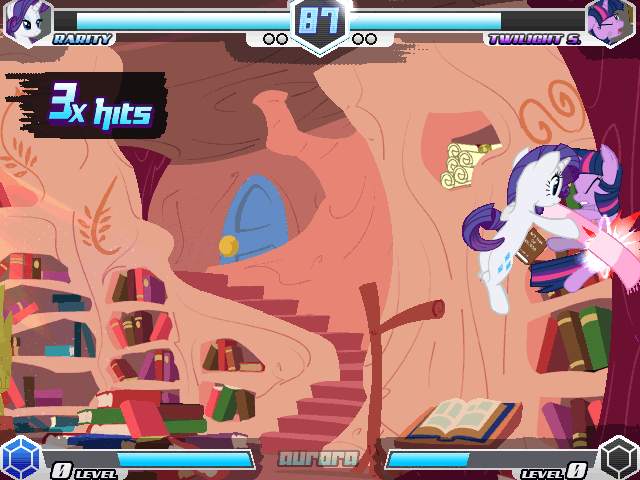 87
RARITY
TWILIGHT S.
3x hits
0 LEVEL
aurora
LEVEL 0